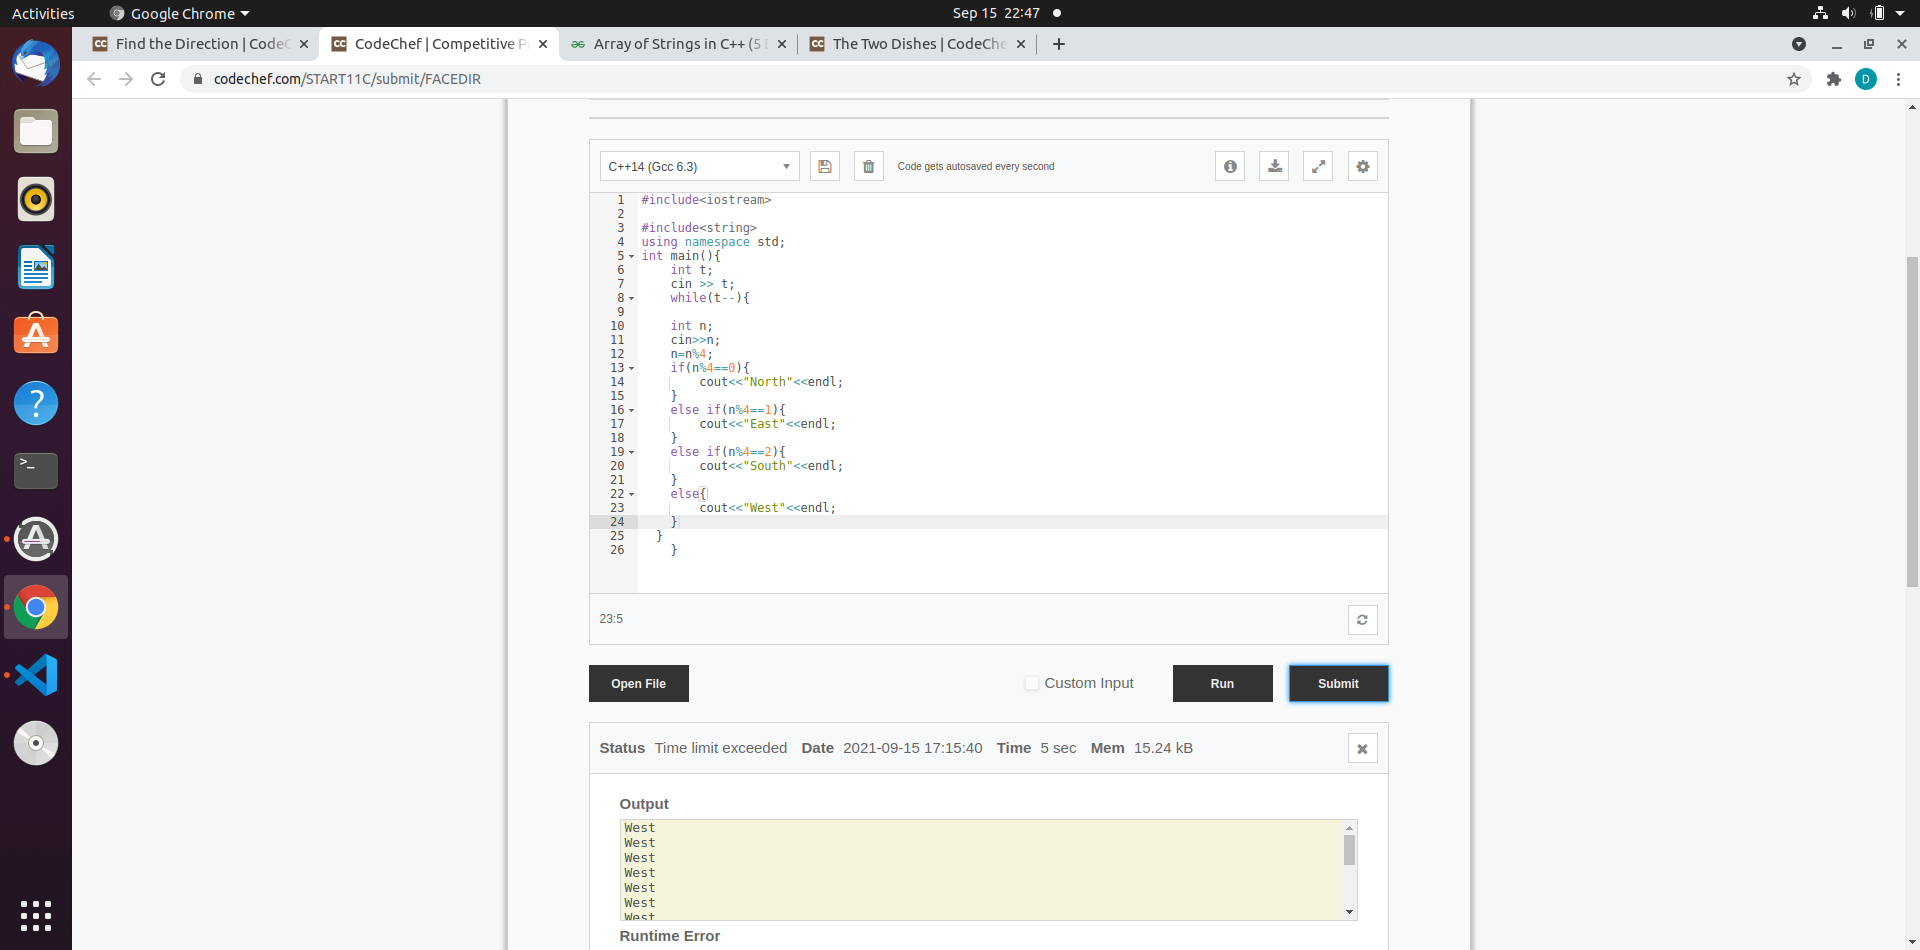 Activities
Google Chrome
Sep 15 22:47
Find the Direction | CodeC
CodeChef | Competitive P
Array of Strings in C++ (5 D
The Two Dishes | CodeChe
codechef.com/START11C/submit/FACEDIR
D
C++14 (Gcc 6.3)
Code gets autosaved every second
1 #include<iostream>
2
3 #include<string>
4 using namespace std;
5 int main(){
6 int t;
7 cin >> t;
8 while(t--){
9
10 int n;
11 cin>>n;
12 n=n%4;
13 if(n%4==0){
14 cout<<"North"<<endl;
15 }
16 else if(n%4==1){
17 cout<<"East"<<endl;
18 }
19 else if(n%4==2){
20 cout<<"South"<<endl;
21 }
22 else{
23 cout<<"West"<<endl;
24 }
25 }
26 }
23:5
Open File
Custom Input
Run
Submit
Status Time limit exceeded Date 2021-09-15 17:15:40 Time 5 sec Mem 15.24 kB
Output
West
West
West
West
West
West
West
Runtime Error